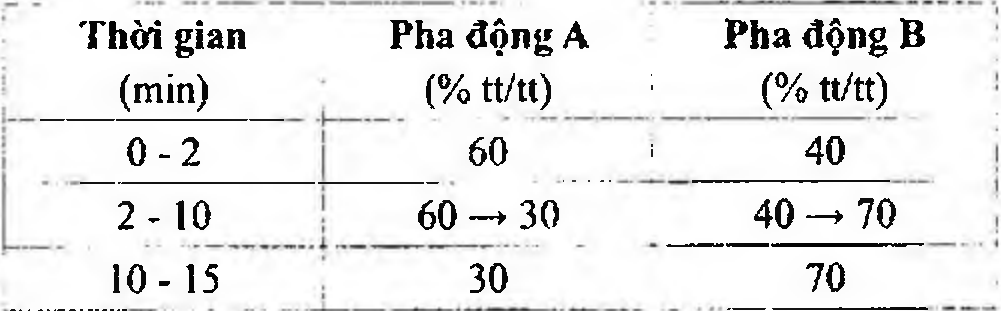 Thời gian Pha động A Pha động B
(min) (% tt/tt) (% tt/tt)
0 - 2 60 40
2 - 10 60 → 30 40 → 70
10 - 15 30 70